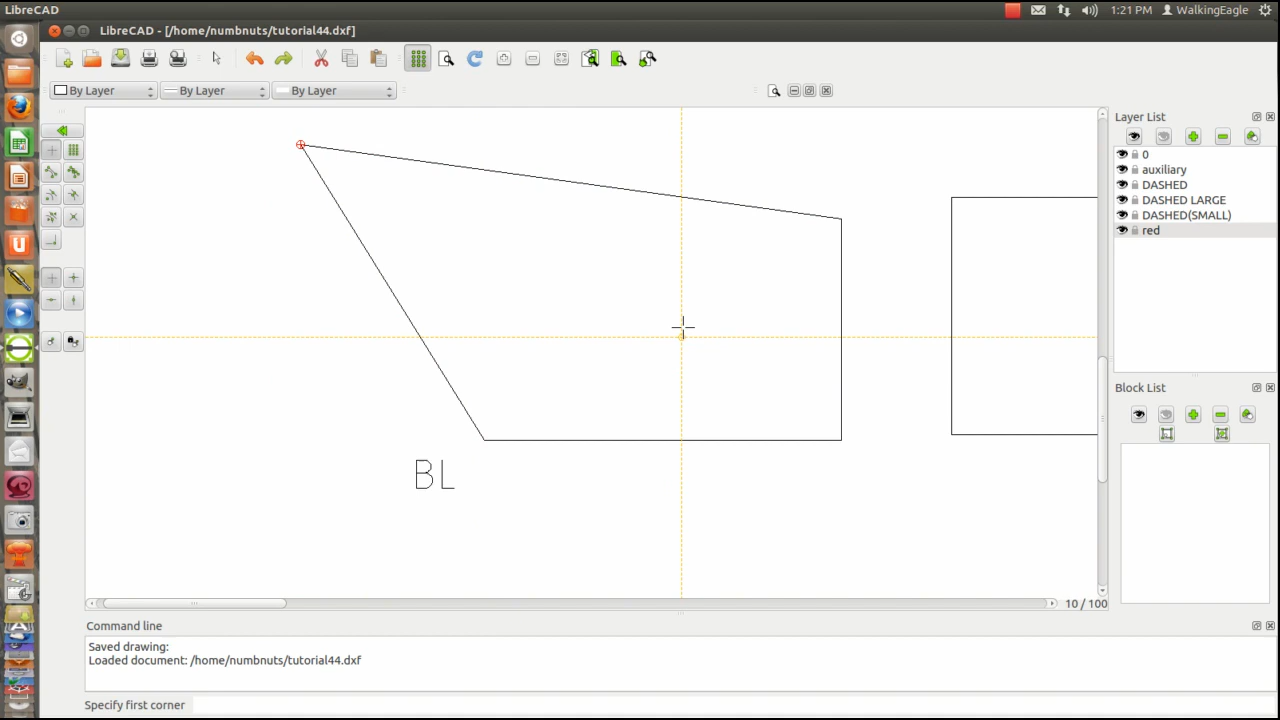 LibreCAD
1:21 PM
WalkingEagle
LibreCAD - [/home/numbnuts/tutorial44.dxf]
By Layer
By Layer
By Layer
Layer List
0
auxiliary
DASHED
DASHED LARGE
DASHED(SMALL)
red
Block List
BL
10 / 100
Command line
Saved drawing:
Loaded document: /home/numbnuts/tutorial44.dxf
Specify first corner